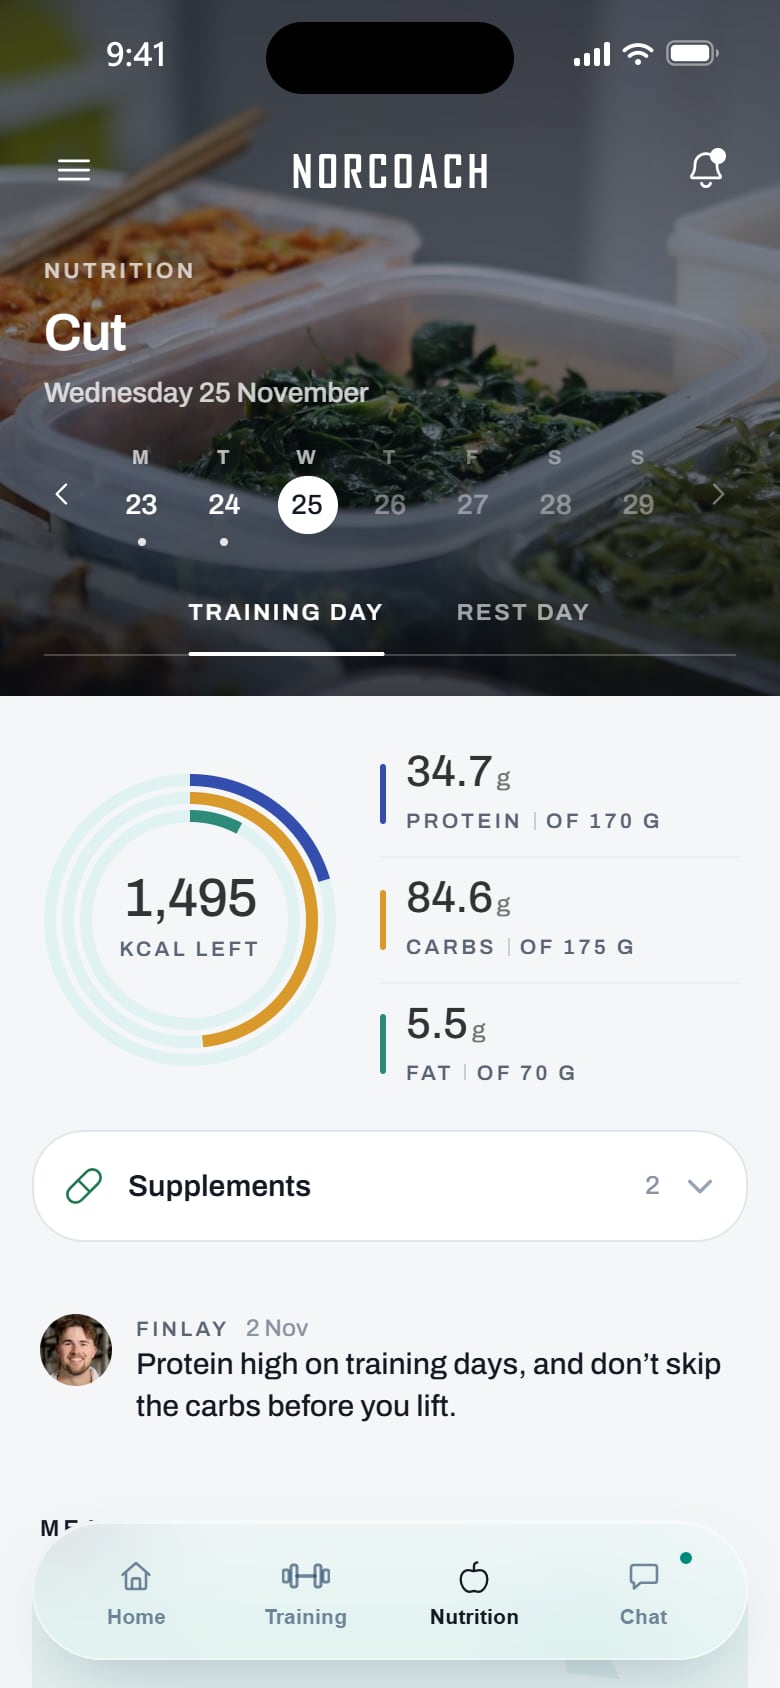 9:41
NORCOACH
NUTRITION
Cut
Wednesday 25 November
M T W T F S S
23 24 25 26 27 28 29
TRAINING DAY REST DAY
34.7g
PROTEIN | OF 170 G
1,495
KCAL LEFT
84.6g
CARBS | OF 175 G
5.5g
FAT | OF 70 G
Supplements 2
FINLAY 2 Nov
Protein high on training days, and don’t skip
the carbs before you lift.
Home Training Nutrition Chat